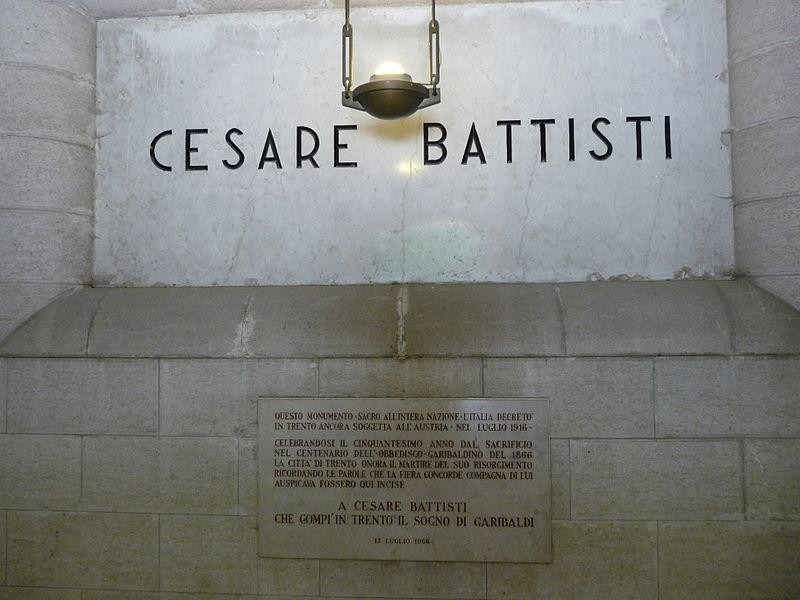 CESARE BATTISTI
QUESTO MONUMENTO - SACRO ALL'INTERA NAZIONE - L'ITALIA DECRETO'
IN TRENTO ANCORA SOGGETTA ALL'AUSTRIA - NEL LUGLIO 1916 -
CELEBRANDOSI IL CINQUANTESIMO ANNO DAL SACRIFICIO
NEL CENTENARIO DELL'-OBBEDISCO-GARIBALDINO DEL 1866
LA CITTA' DI TRENTO ONORA IL MARTIRE DEL SUO RISORGIMENTO
RICORDANDO LE PAROLE CHE LA FIERA CONCORDE COMPAGNA DI LUI
AUSPICAVA FOSSERO QUI INCISE
A CESARE BATTISTI
CHE COMPI' IN TRENTO IL SOGNO DI GARIBALDI
12 LUGLIO 1966